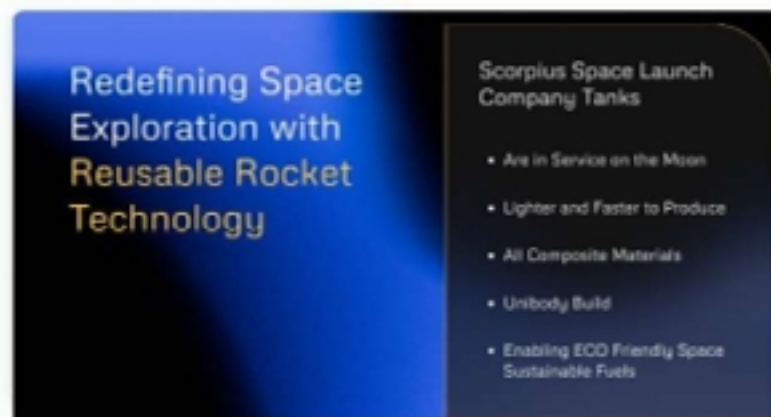 Redefining Space
Exploration with
Reusable Rocket
Technology
Scorpius Space Launch
Company Tanks
• Are in Service on the Moon
• Lighter and Faster to Produce
• All Composite Materials
• Unibody Build
• Enabling ECO Friendly Space
Sustainable Fuels